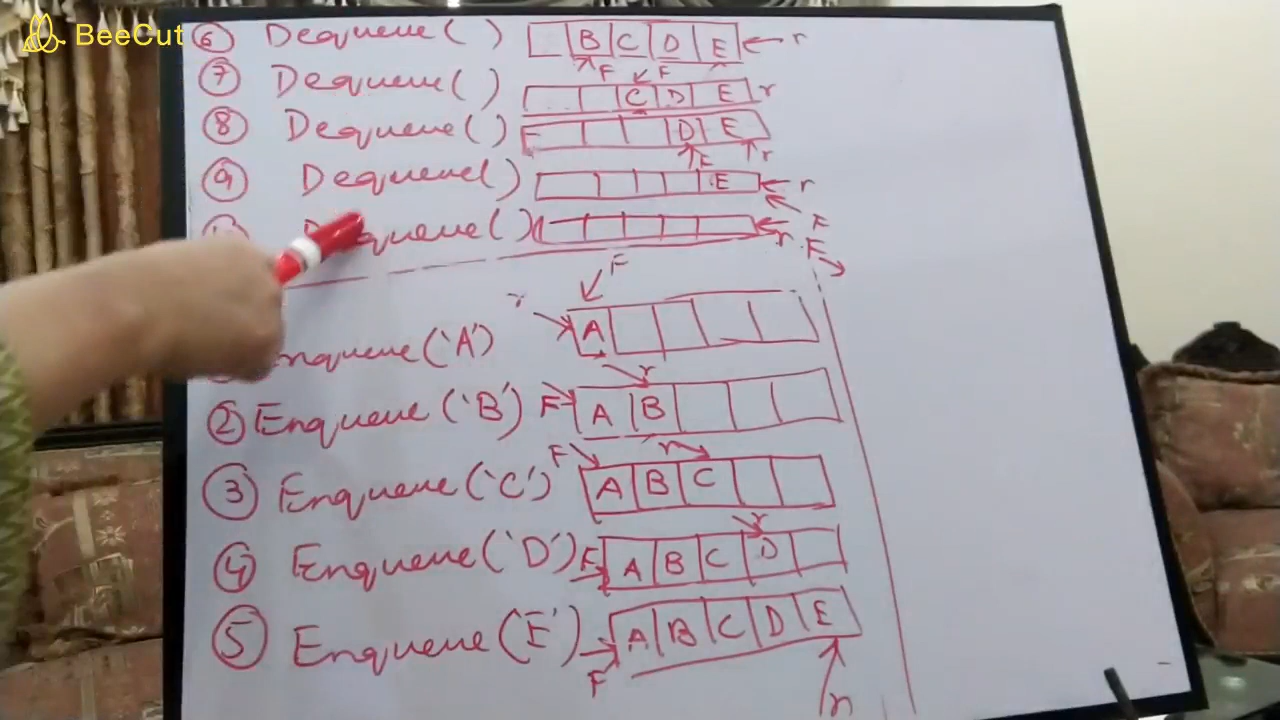 BeeCut
⑥ Dequeue( ) B C D E ← r
F
⑦ Dequeue( ) C D E r
F
⑧ Dequeue( ) F D E
F r
⑨ Dequeue( ) E ← r
F
Dequeue( ) r F
F
r
Enqueue('A') A
r
② Enqueue('B') F A B
F r
③ Enqueue('C') A B C
r
④ Enqueue('D') F A B C D
⑤ Enqueue('E') A B C D E
F r